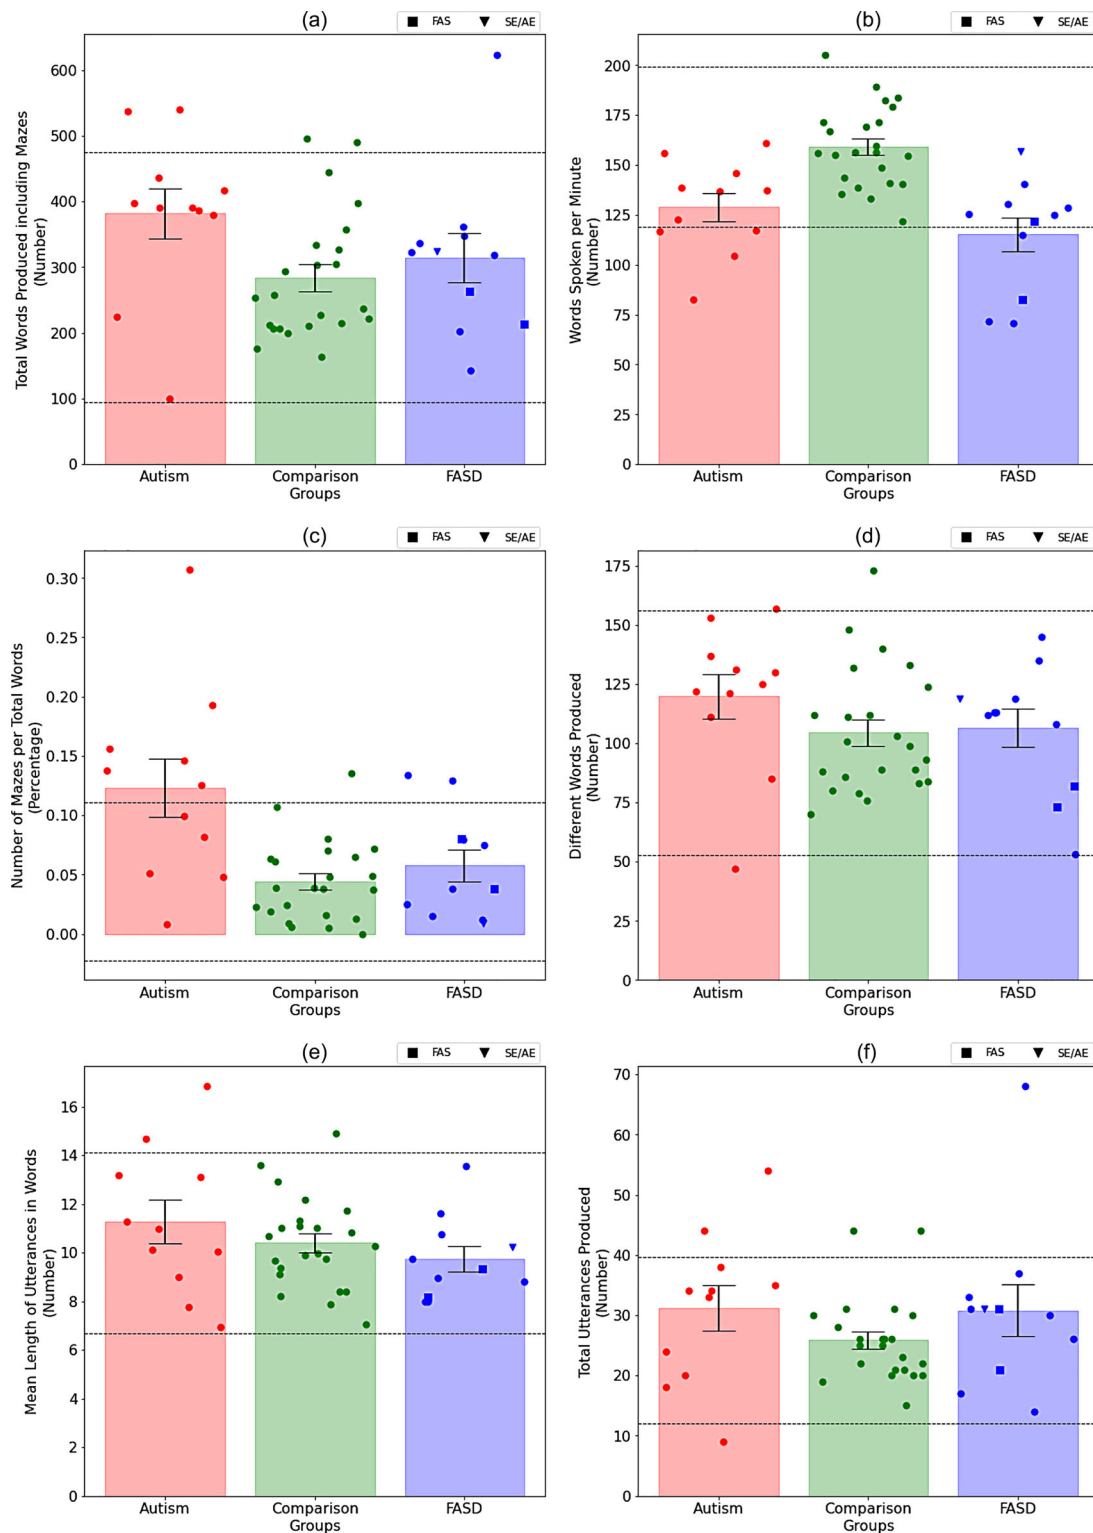 (a)
FAS
SE/AE
Total Words Produced including Mazes
(Number)
600
500
400
300
200
100
0
Autism
Comparison
FASD
Groups
(b)
FAS
SE/AE
Words Spoken per Minute
(Number)
200
175
150
125
100
75
50
25
0
Autism
Comparison
FASD
Groups
(c)
FAS
SE/AE
Number of Mazes per Total Words
(Percentage)
0.30
0.25
0.20
0.15
0.10
0.05
0.00
Autism
Comparison
FASD
Groups
(d)
FAS
SE/AE
Different Words Produced
(Number)
175
150
125
100
75
50
25
0
Autism
Comparison
FASD
Groups
(e)
FAS
SE/AE
Mean Length of Utterances in Words
(Number)
16
14
12
10
8
6
4
2
0
Autism
Comparison
FASD
Groups
(f)
FAS
SE/AE
Total Utterances Produced
(Number)
70
60
50
40
30
20
10
0
Autism
Comparison
FASD
Groups